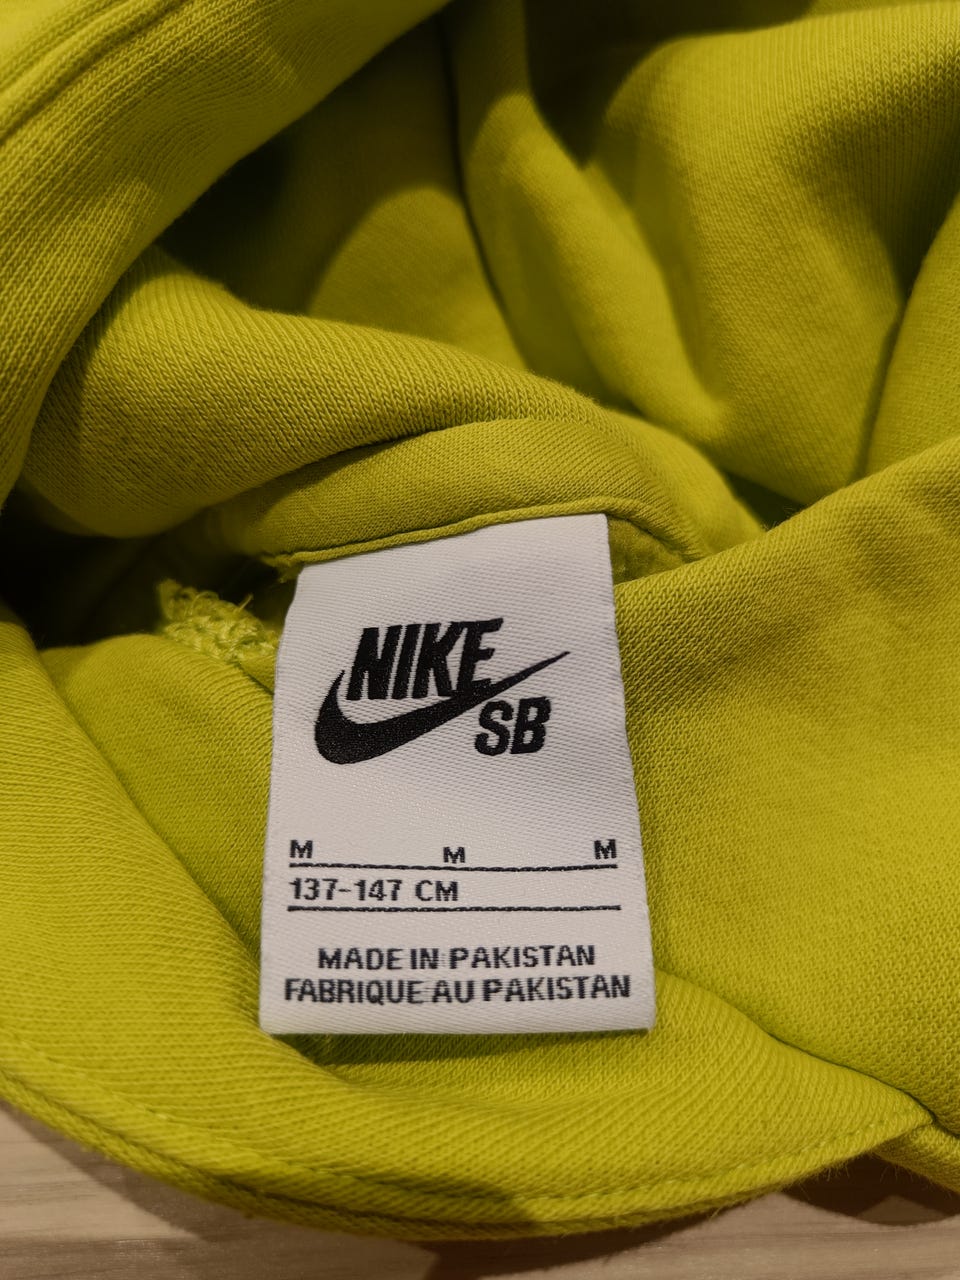 NIKE
SB
M M M
137-147 CM
MADE IN PAKISTAN
FABRIQUE AU PAKISTAN